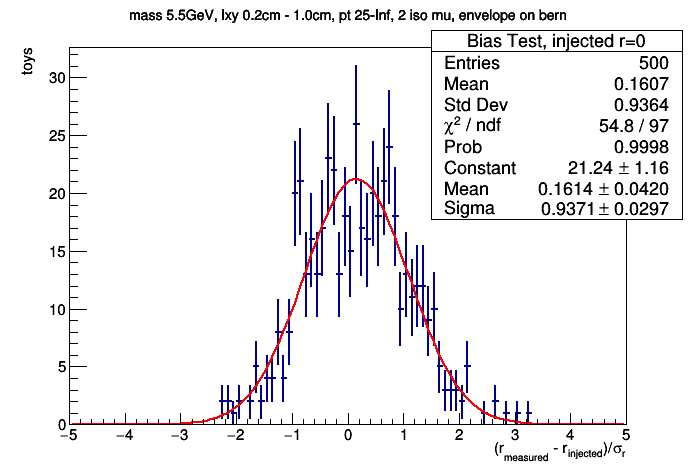 mass 5.5GeV, lxy 0.2cm - 1.0cm, pt 25-Inf, 2 iso mu, envelope on bern
Bias Test, injected r=0
Entries 500
Mean 0.1607
Std Dev 0.9364
χ² / ndf 54.8 / 97
Prob 0.9998
Constant 21.24 ± 1.16
Mean 0.1614 ± 0.0420
Sigma 0.9371 ± 0.0297
toys
30
25
20
15
10
5
0
−5 −4 −3 −2 −1 0 1 2 3 4 5
(r_measured - r_injected)/σ_r